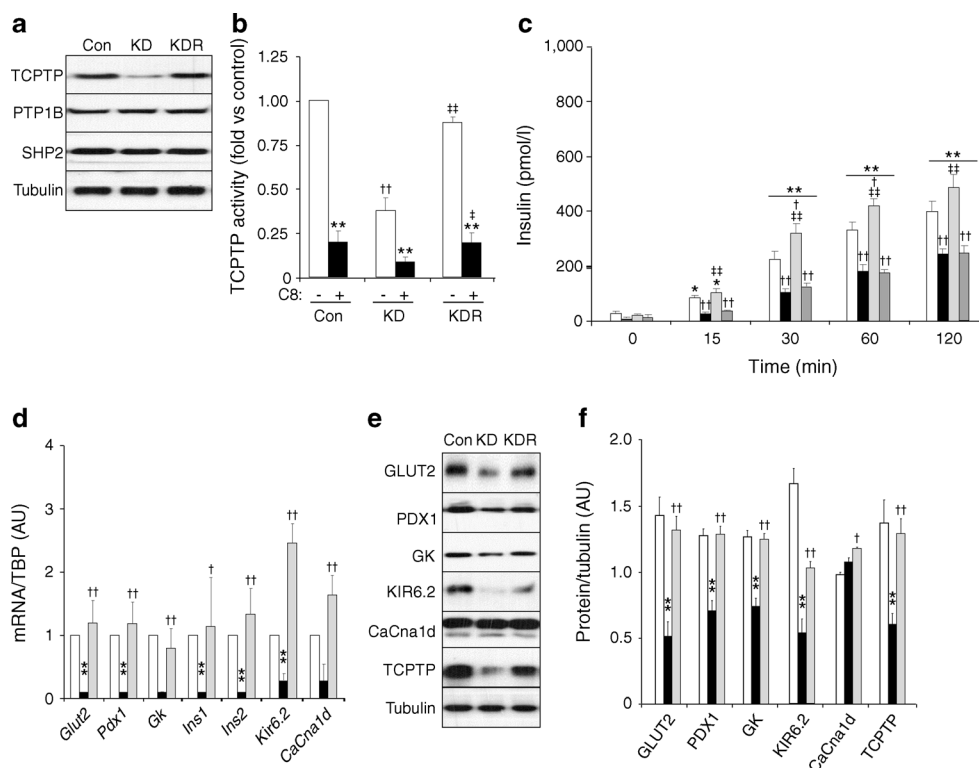 a
Con KD KDR
TCPTP
PTP1B
SHP2
Tubulin
b
TCPTP activity (fold vs control)
1.25
1.00
0.75
0.50
0.25
0
**
††
**
‡‡
‡
**
C8: - + - + - +
Con KD KDR
c
Insulin (pmol/l)
1,000
800
600
400
200
0
*
††
‡‡
*
††
**
††
†
‡‡
††
**
††
†
‡‡
††
**
††
‡‡
††
0 15 30 60 120
Time (min)
d
mRNA/TBP (AU)
4
3
2
1
0
**
††
**
††
††
**
†
**
††
**
††
††
Glut2 Pdx1 Gk Ins1 Ins2 Kir6.2 CaCna1d
e
Con KD KDR
GLUT2
PDX1
GK
KIR6.2
CaCna1d
TCPTP
Tubulin
f
Protein/tubulin (AU)
2.0
1.5
1.0
0.5
0
**
††
**
††
**
††
**
††
†
**
††
GLUT2 PDX1 GK KIR6.2 CaCna1d TCPTP